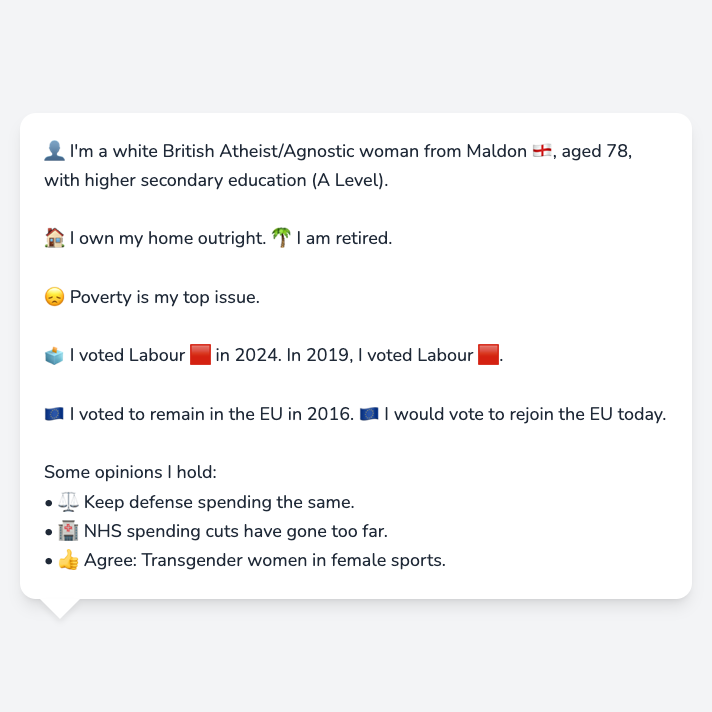 👤 I'm a white British Atheist/Agnostic woman from Maldon 🏴󠁧󠁢󠁥󠁮󠁧󠁿, aged 78,
with higher secondary education (A Level).
🏠 I own my home outright. 🌴 I am retired.
😞 Poverty is my top issue.
🗳️ I voted Labour 🟥 in 2024. In 2019, I voted Labour 🟥.
🇪🇺 I voted to remain in the EU in 2016. 🇪🇺 I would vote to rejoin the EU today.
Some opinions I hold:
• ⚖️ Keep defense spending the same.
• 🏥 NHS spending cuts have gone too far.
• 👍 Agree: Transgender women in female sports.